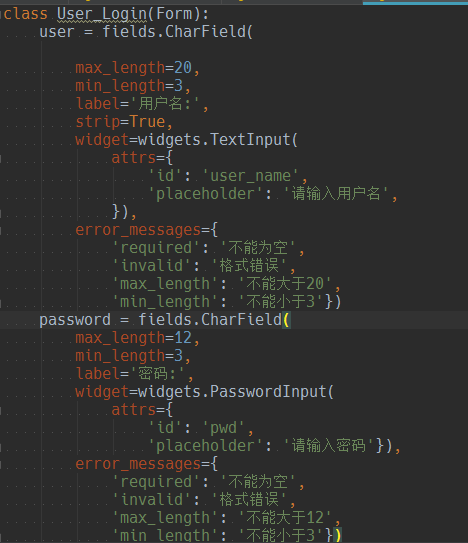 class User_Login(Form):
    user = fields.CharField(

        max_length=20,
        min_length=3,
        label='用户名:',
        strip=True,
        widget=widgets.TextInput(
            attrs={
                'id': 'user_name',
                'placeholder': '请输入用户名',
            }),
        error_messages={
            'required': '不能为空',
            'invalid': '格式错误',
            'max_length': '不能大于20',
            'min_length': '不能小于3'})
    password = fields.CharField(
        max_length=12,
        min_length=3,
        label='密码:',
        widget=widgets.PasswordInput(
            attrs={
                'id': 'pwd',
                'placeholder': '请输入密码'}),
        error_messages={
            'required': '不能为空',
            'invalid': '格式错误',
            'max_length': '不能大于12',
            'min_length': '不能小于3'})